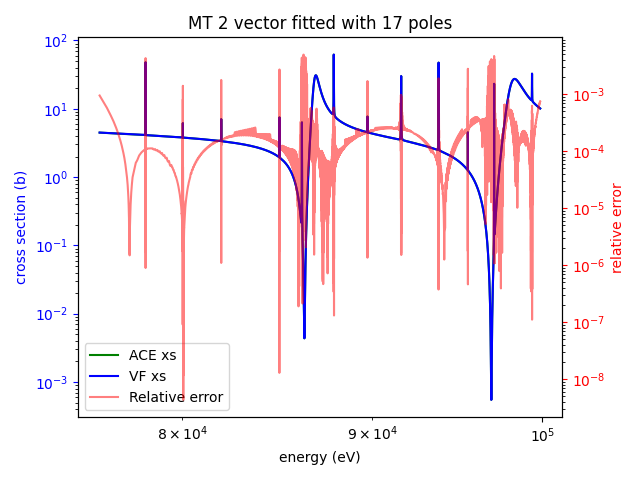 MT 2 vector fitted with 17 poles
cross section (b)
10²
10¹
10⁰
10⁻¹
10⁻²
10⁻³
10⁻³
10⁻⁴
10⁻⁵
10⁻⁶
10⁻⁷
10⁻⁸
relative error
ACE xs
VF xs
Relative error
8 × 10⁴ 9 × 10⁴ 10⁵
energy (eV)